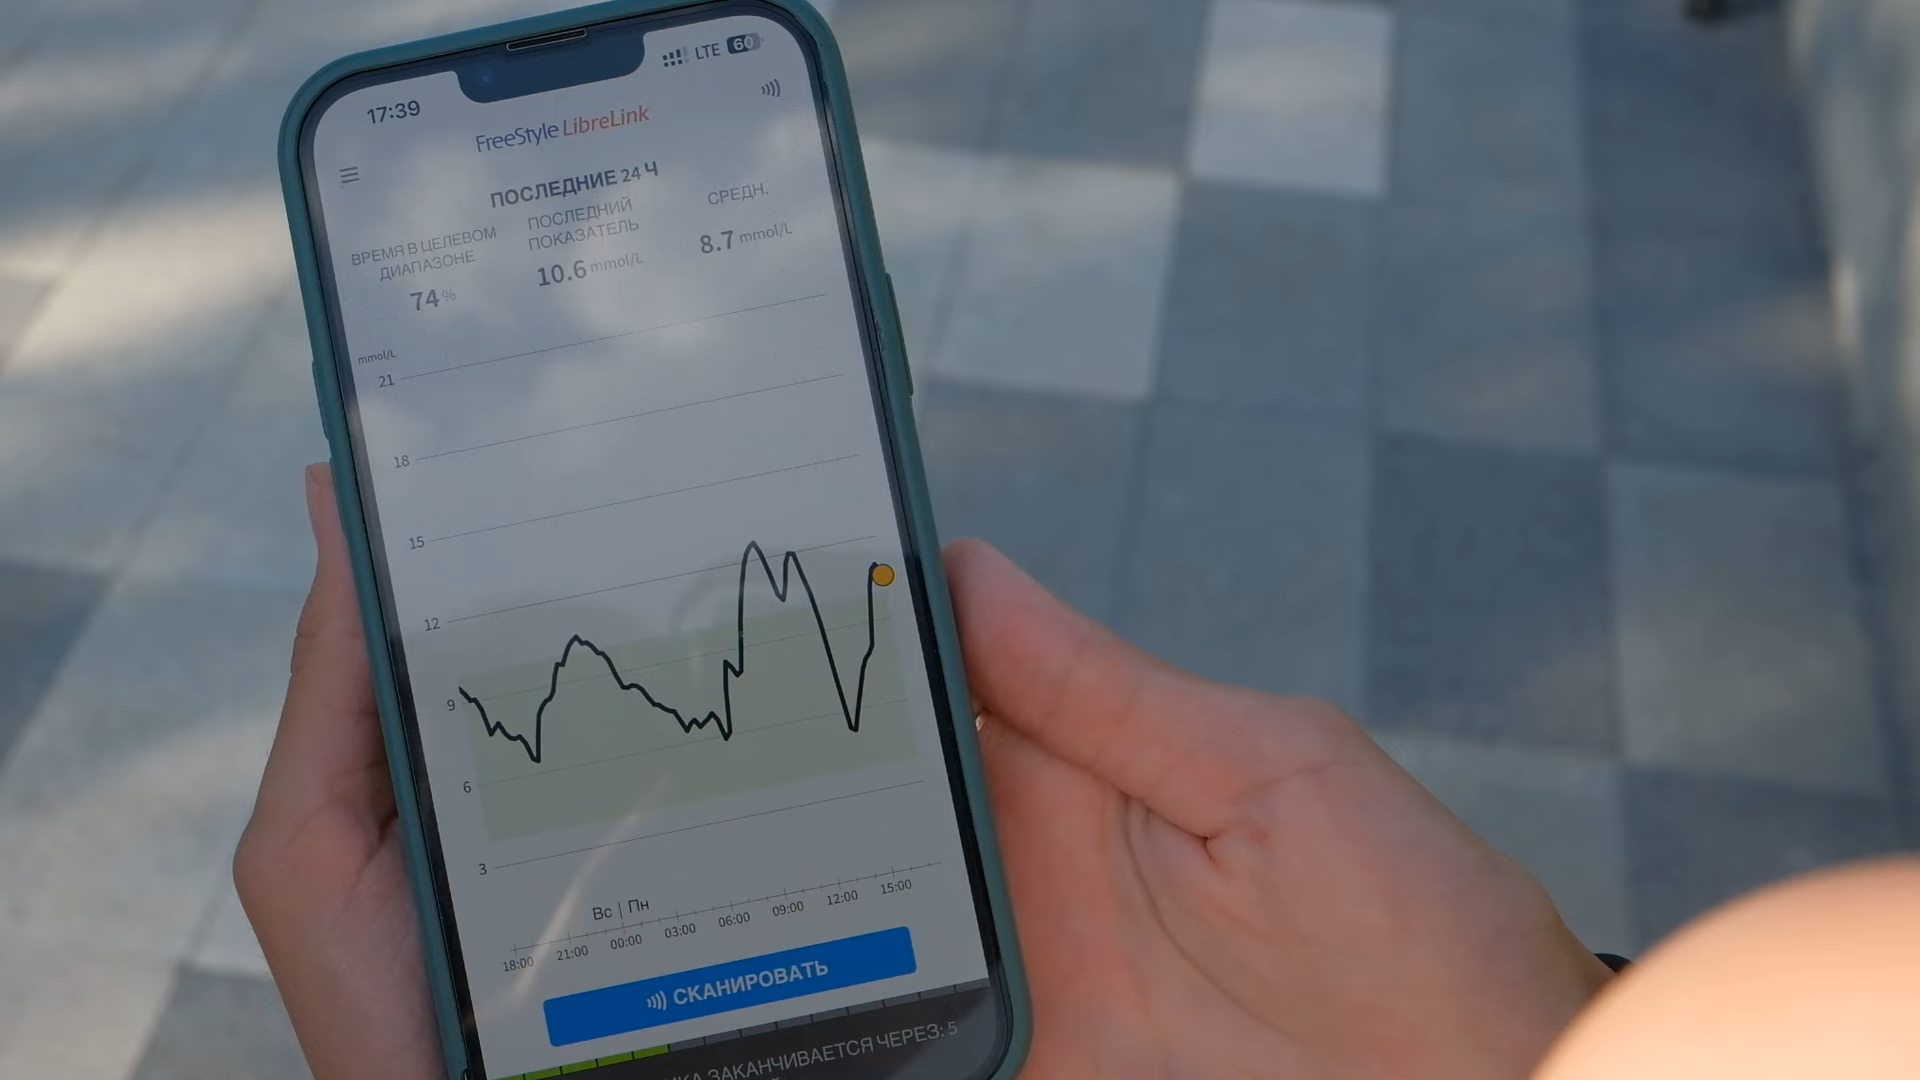 17:39
LTE 60
FreeStyle LibreLink
ПОСЛЕДНИЕ 24 Ч
ВРЕМЯ В ЦЕЛЕВОМ
ДИАПАЗОНЕ
74 %
ПОСЛЕДНИЙ
ПОКАЗАТЕЛЬ
10.6 mmol/L
СРЕДН.
8.7 mmol/L
mmol/L
21
18
15
12
9
6
3
Вс | Пн
18:00 21:00 00:00 03:00 06:00 09:00 12:00 15:00
СКАНИРОВАТЬ
ЗАКАНЧИВАЕТСЯ ЧЕРЕЗ: 5